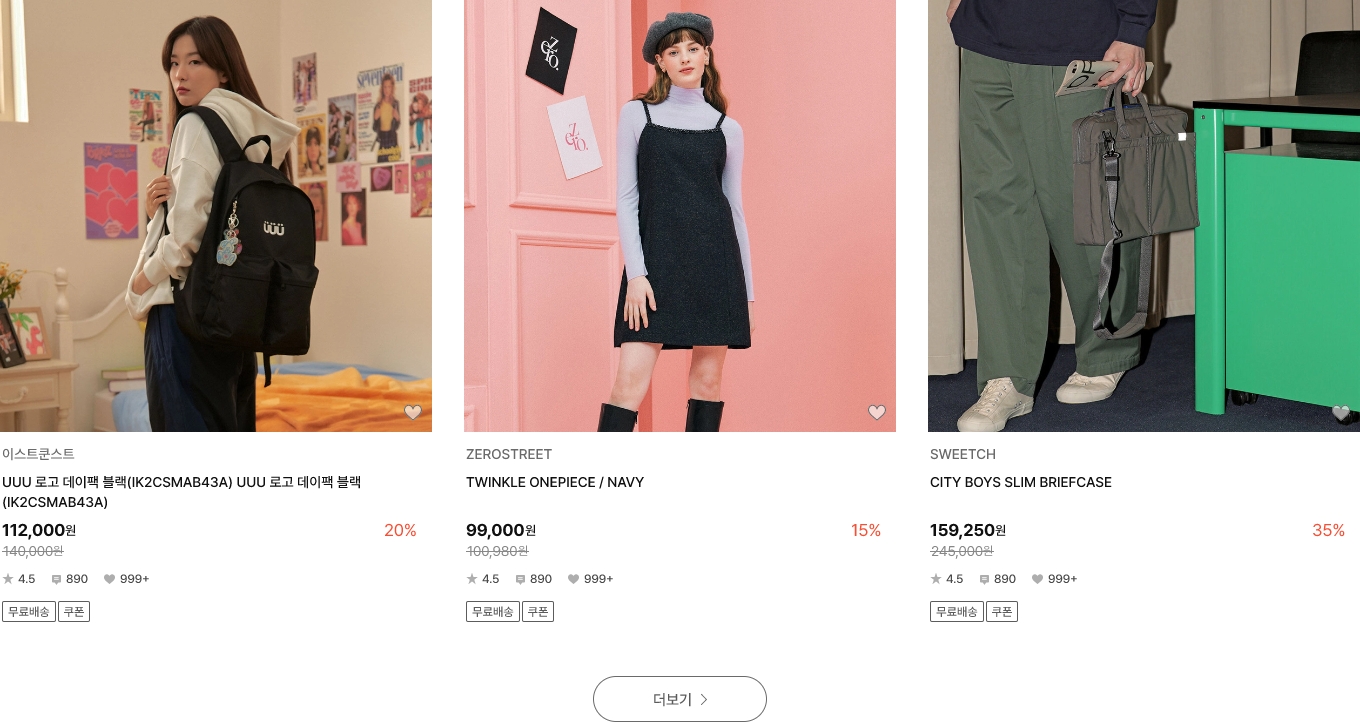 TEEN
seventeen
UUU
ZERO.
ZERO.
이스트쿤스트
UUU 로고 데이팩 블랙(IK2CSMAB43A) UUU 로고 데이팩 블랙
(IK2CSMAB43A)
112,000원
20%
140,000원
4.5
890
999+
무료배송
쿠폰
ZEROSTREET
TWINKLE ONEPIECE / NAVY
99,000원
15%
100,980원
4.5
890
999+
무료배송
쿠폰
SWEETCH
CITY BOYS SLIM BRIEFCASE
159,250원
35%
245,000원
4.5
890
999+
무료배송
쿠폰
더보기 >